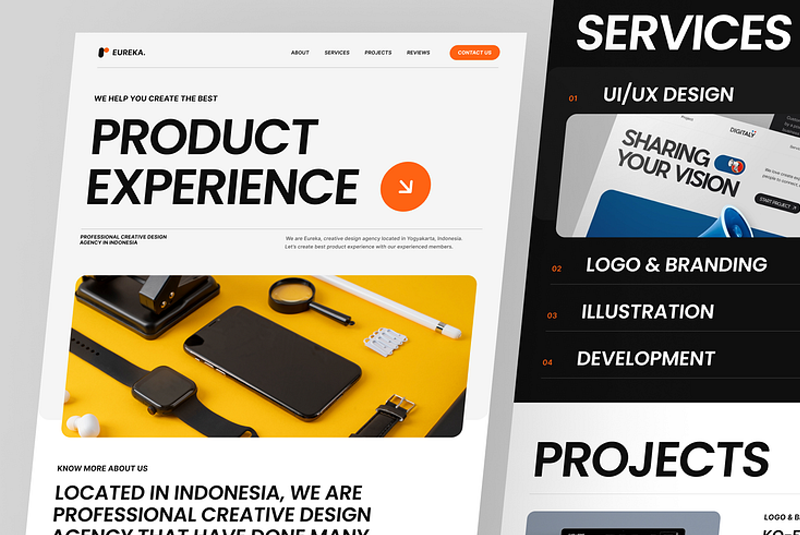 EUREKA.
ABOUT
SERVICES
PROJECTS
REVIEWS
CONTACT US
WE HELP YOU CREATE THE BEST
PRODUCT
EXPERIENCE
PROFESSIONAL CREATIVE DESIGN
AGENCY IN INDONESIA
We are Eureka, creative design agency located in Yogyakarta, Indonesia.
Let's create best product experience with our experienced members.
KNOW MORE ABOUT US
LOCATED IN INDONESIA, WE ARE
PROFESSIONAL CREATIVE DESIGN
AGENCY THAT HAVE DONE MANY
SERVICES
01 UI/UX DESIGN
Project
DIGITALY
SHARING
YOUR VISION
START PROJECT
02 LOGO & BRANDING
03 ILLUSTRATION
04 DEVELOPMENT
PROJECTS
LOGO & B